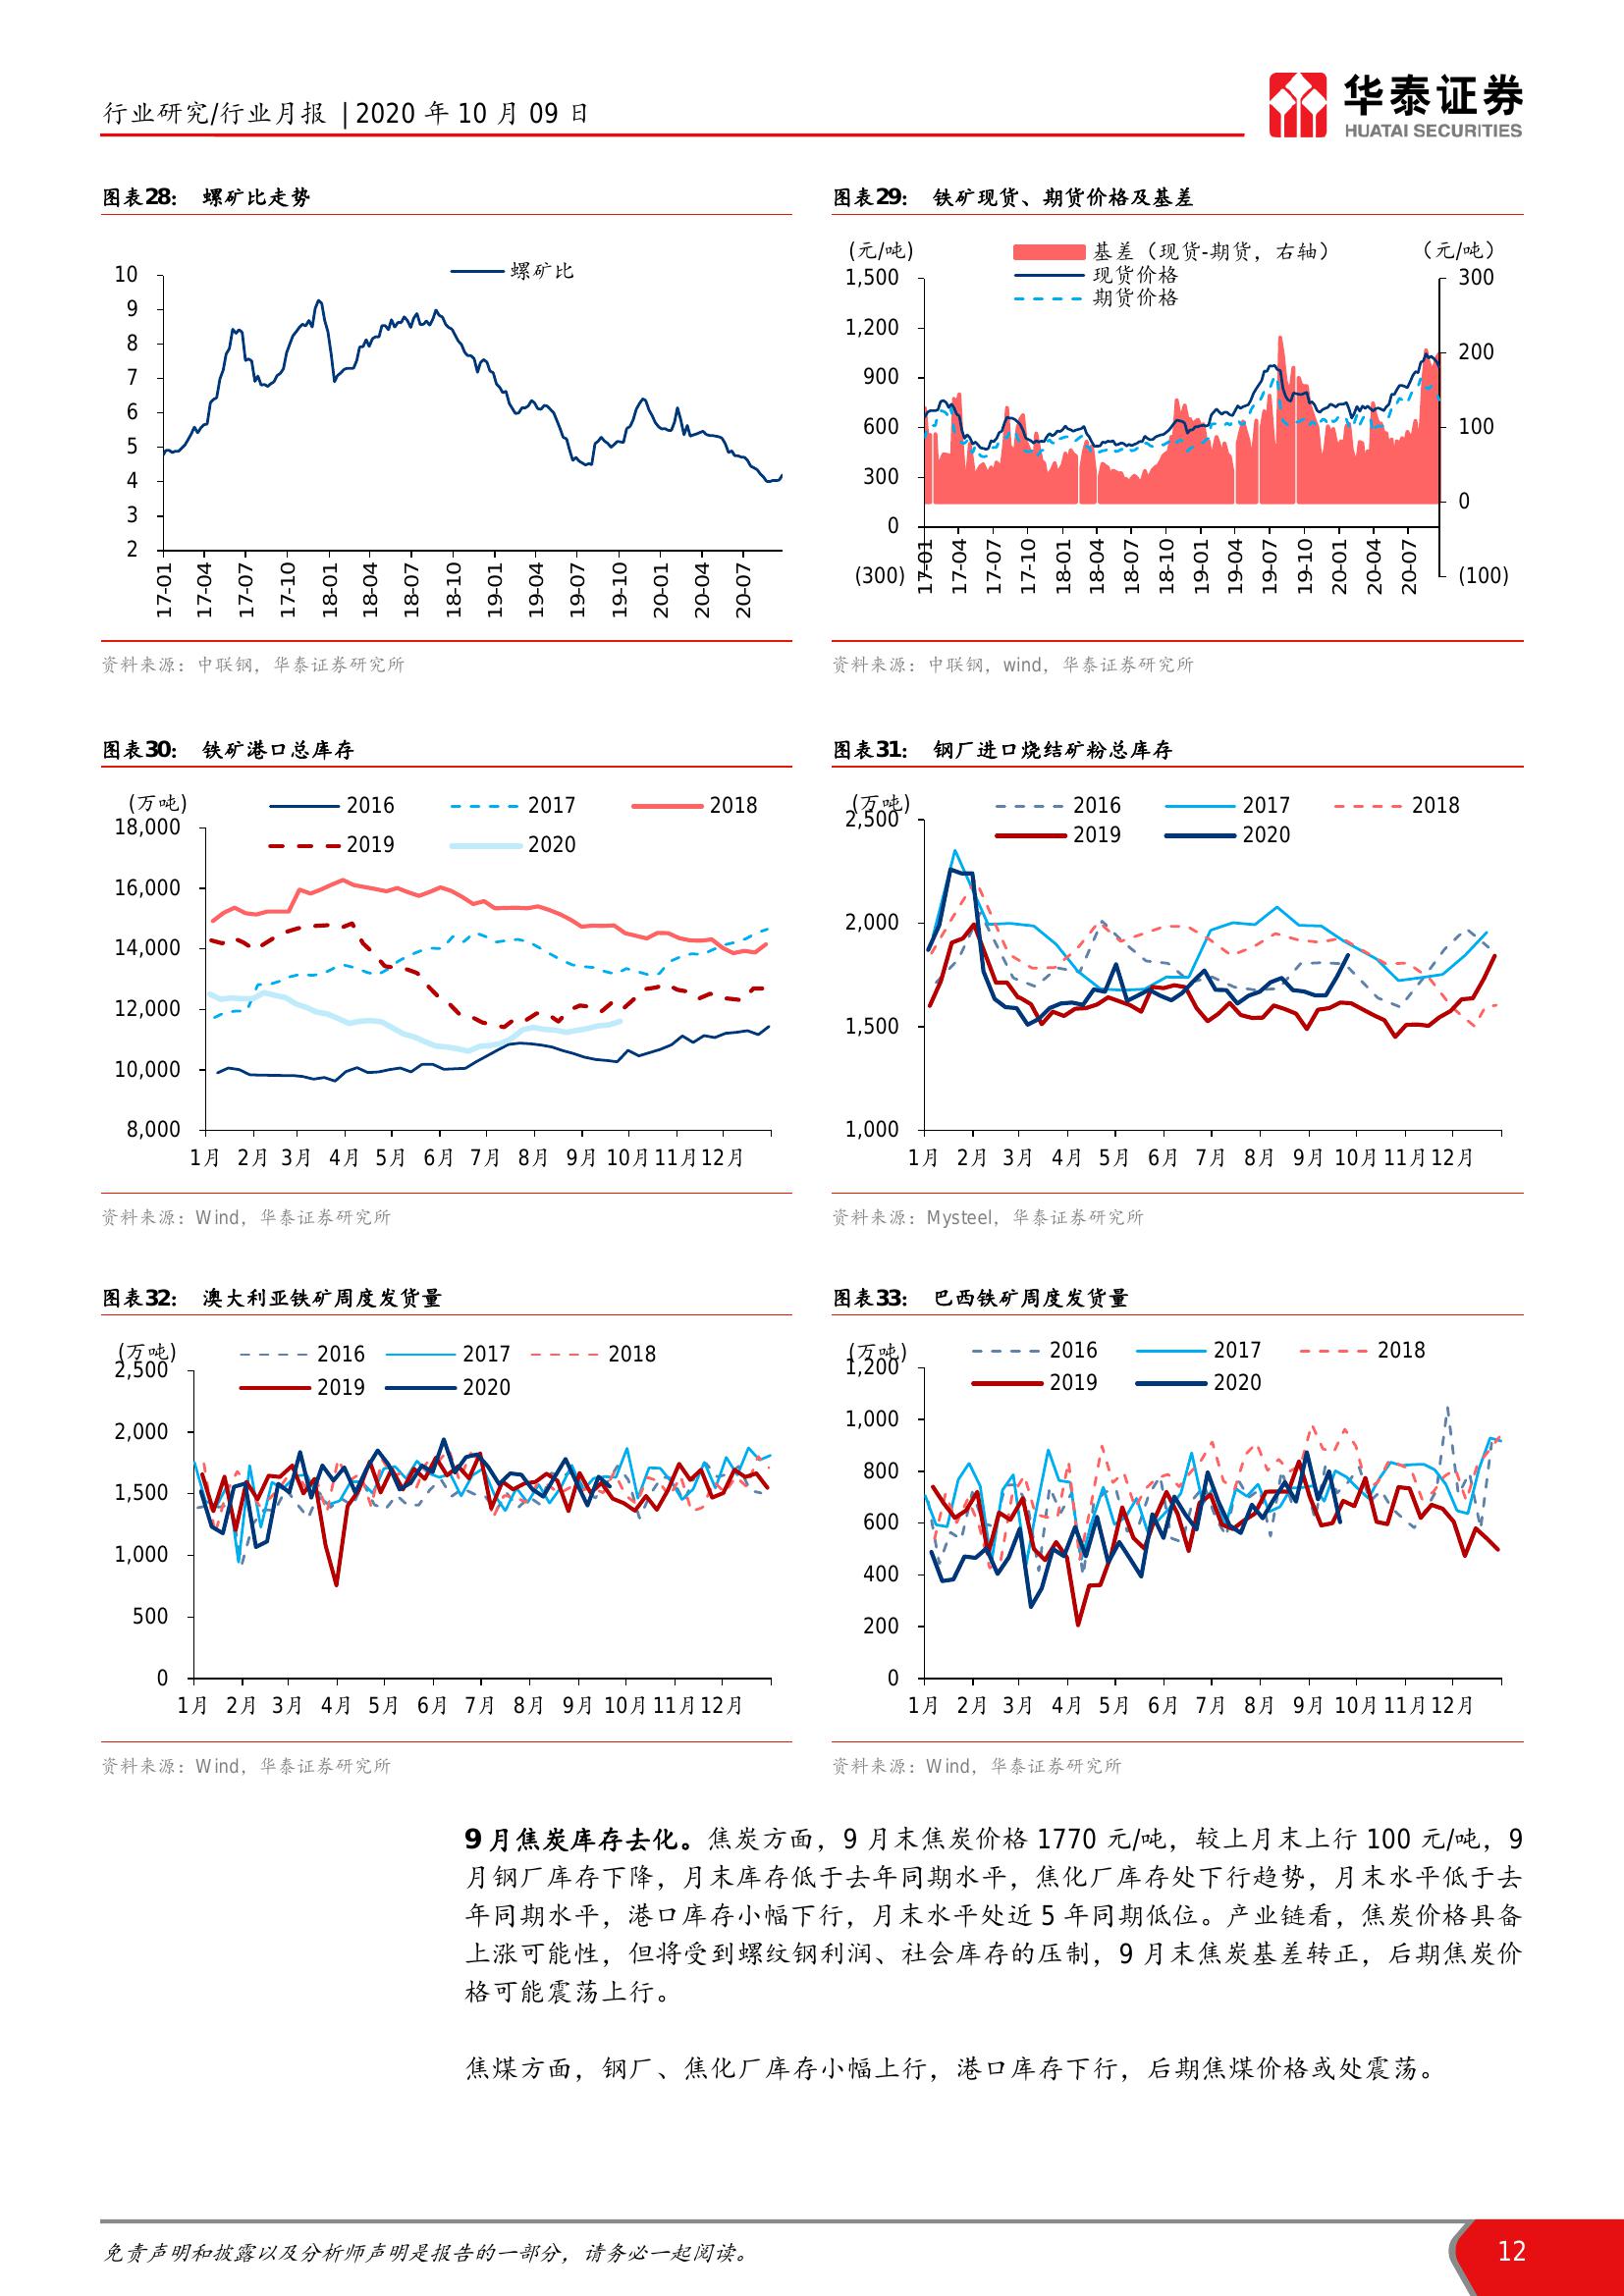 行业研究/行业月报 | 2020 年 10 月 09 日
华泰证券
HUATAI SECURITIES
图表28： 螺矿比走势
螺矿比
10
9
8
7
6
5
4
3
2
17-01
17-04
17-07
17-10
18-01
18-04
18-07
18-10
19-01
19-04
19-07
19-10
20-01
20-04
20-07
资料来源：中联钢，华泰证券研究所
图表29： 铁矿现货、期货价格及基差
(元/吨)
（元/吨）
基差（现货-期货，右轴）
现货价格
期货价格
1,500
1,200
900
600
300
0
(300)
300
200
100
0
(100)
17-01
17-04
17-07
17-10
18-01
18-04
18-07
18-10
19-01
19-04
19-07
19-10
20-01
20-04
20-07
资料来源：中联钢，wind，华泰证券研究所
图表30： 铁矿港口总库存
(万吨)
2016
2017
2018
2019
2020
18,000
16,000
14,000
12,000
10,000
8,000
1月 2月 3月 4月 5月 6月 7月 8月 9月 10月 11月 12月
资料来源：Wind，华泰证券研究所
图表31： 钢厂进口烧结矿粉总库存
(万吨)
2016
2017
2018
2019
2020
2,500
2,000
1,500
1,000
1月 2月 3月 4月 5月 6月 7月 8月 9月 10月 11月 12月
资料来源：Mysteel，华泰证券研究所
图表32： 澳大利亚铁矿周度发货量
(万吨)
2016
2017
2018
2019
2020
2,500
2,000
1,500
1,000
500
0
1月 2月 3月 4月 5月 6月 7月 8月 9月 10月 11月 12月
资料来源：Wind，华泰证券研究所
图表33： 巴西铁矿周度发货量
(万吨)
2016
2017
2018
2019
2020
1,200
1,000
800
600
400
200
0
1月 2月 3月 4月 5月 6月 7月 8月 9月 10月 11月 12月
资料来源：Wind，华泰证券研究所
9 月焦炭库存去化。焦炭方面，9 月末焦炭价格 1770 元/吨，较上月末上行 100 元/吨，9
月钢厂库存下降，月末库存低于去年同期水平，焦化厂库存处下行趋势，月末水平低于去
年同期水平，港口库存小幅下行，月末水平处近 5 年同期低位。产业链看，焦炭价格具备
上涨可能性，但将受到螺纹钢利润、社会库存的压制，9 月末焦炭基差转正，后期焦炭价
格可能震荡上行。
焦煤方面，钢厂、焦化厂库存小幅上行，港口库存下行，后期焦煤价格或处震荡。
免责声明和披露以及分析师声明是报告的一部分，请务必一起阅读。
12